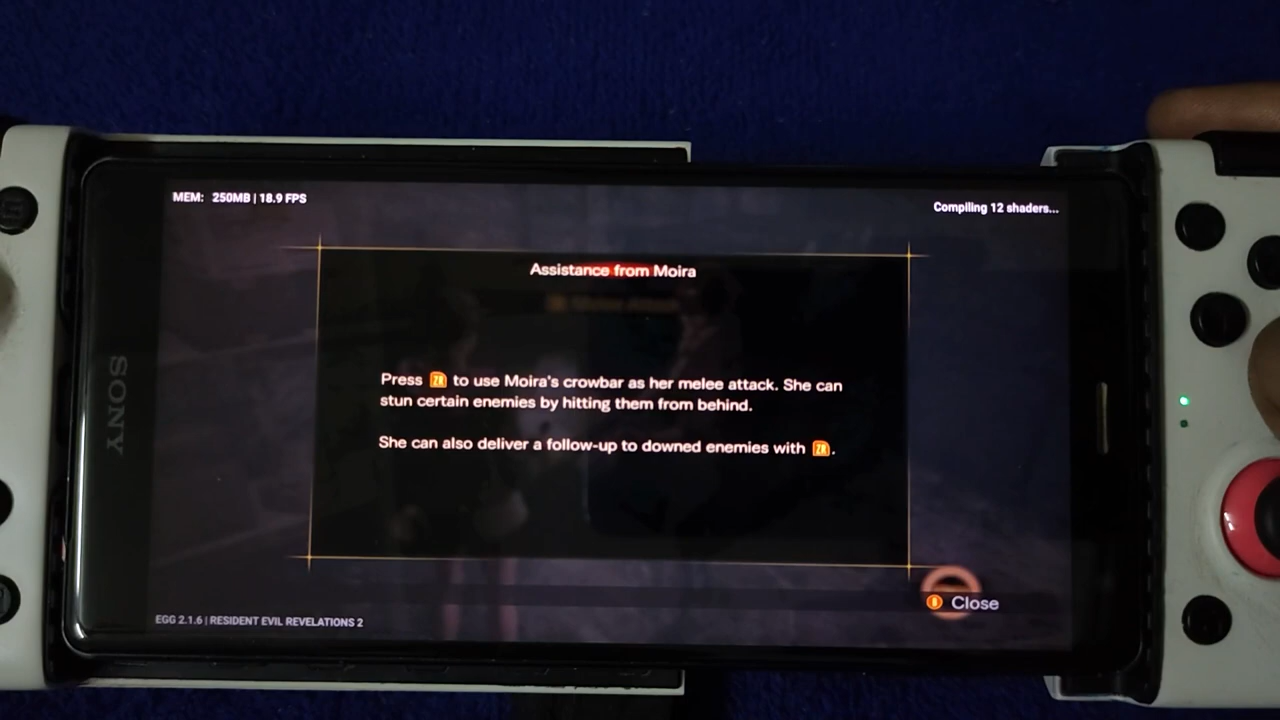 MEM: 250MB | 18.9 FPS
Compiling 12 shaders...
Assistance from Moira
Press ZR to use Moira's crowbar as her melee attack. She can
stun certain enemies by hitting them from behind.
She can also deliver a follow-up to downed enemies with ZR.
Close
EGG 2.1.6 | RESIDENT EVIL REVELATIONS 2
SONY